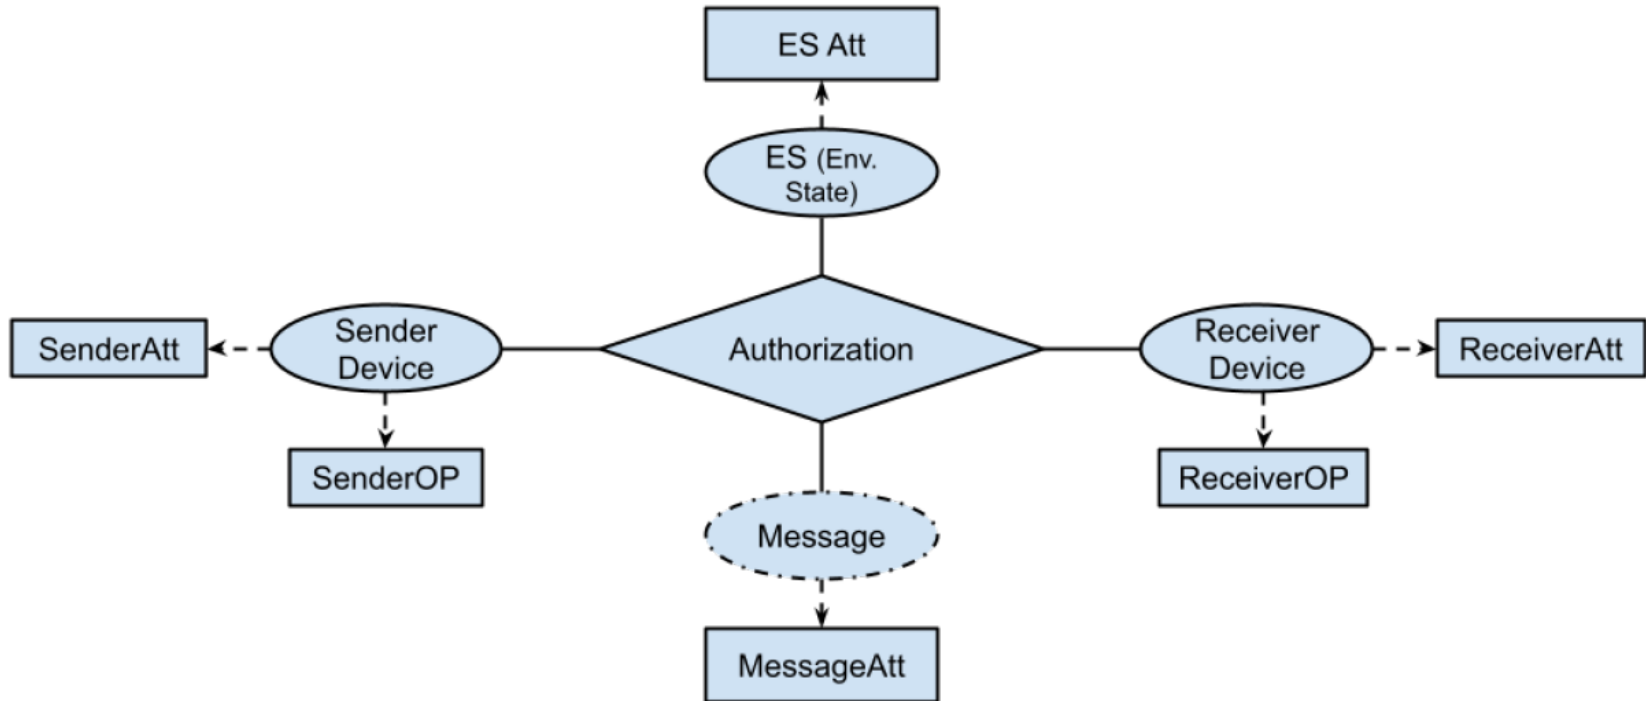 ES Att
ES (Env.
State)
Sender
Device
SenderAtt
SenderOP
Authorization
Receiver
Device
ReceiverAtt
ReceiverOP
Message
MessageAtt